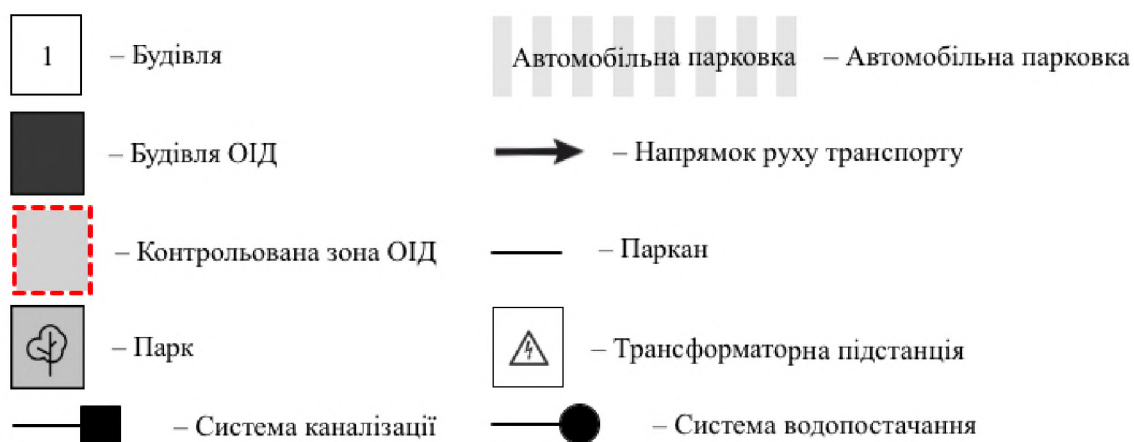 1 – Будівля
Автомобільна парковка – Автомобільна парковка
– Будівля ОІД
– Напрямок руху транспорту
– Контрольована зона ОІД
– Паркан
– Парк
– Трансформаторна підстанція
– Система каналізації
– Система водопостачання